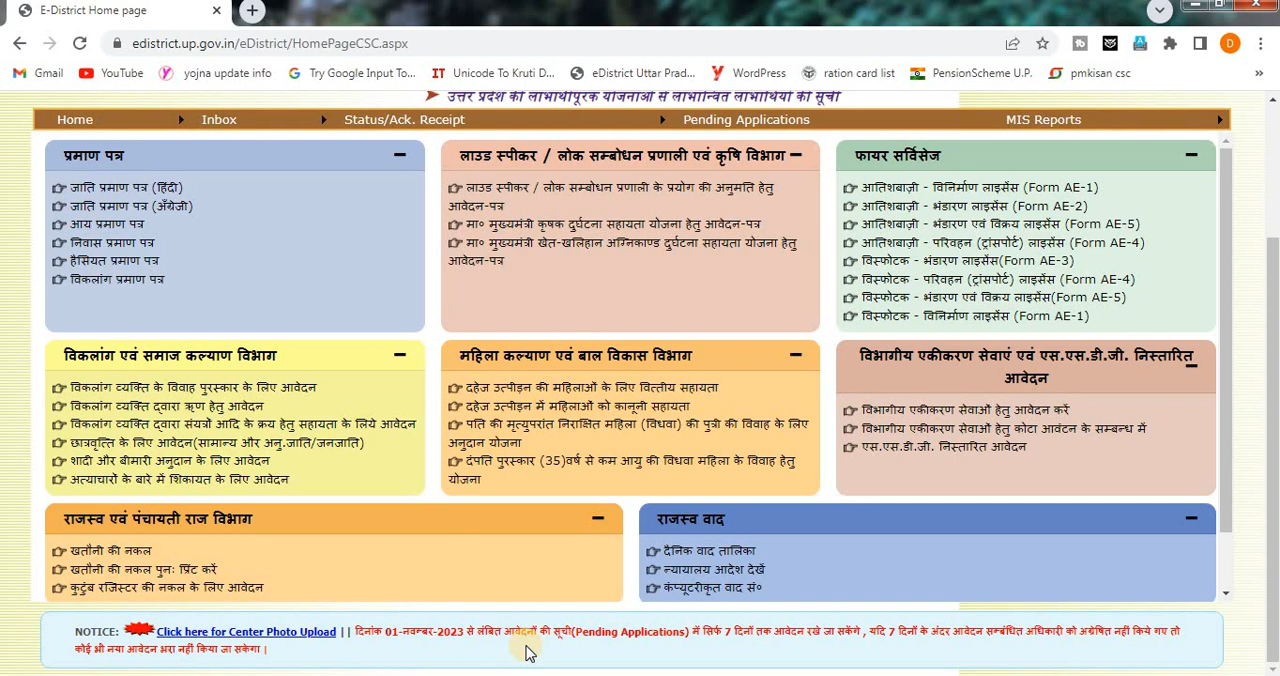 E-District Home page
edistrict.up.gov.in/eDistrict/HomePageCSC.aspx
D
Gmail YouTube yojna update info Try Google Input To... Unicode To Kruti D... eDistrict Uttar Prad... WordPress ration card list PensionScheme U.P. pmkisan csc »
उत्तर प्रदेश की लाभार्थीपूरक योजनाओं से लाभान्वित लाभार्थियों की सूची
Home Inbox Status/Ack. Receipt Pending Applications MIS Reports
प्रमाण पत्र
जाति प्रमाण पत्र (हिंदी)
जाति प्रमाण पत्र (अँग्रेजी)
आय प्रमाण पत्र
निवास प्रमाण पत्र
हैसियत प्रमाण पत्र
विकलांग प्रमाण पत्र
लाउड स्पीकर / लोक सम्बोधन प्रणाली एवं कृषि विभाग
लाउड स्पीकर / लोक सम्बोधन प्रणाली के प्रयोग की अनुमति हेतु
आवेदन-पत्र
मा० मुख्यमंत्री कृषक दुर्घटना सहायता योजना हेतु आवेदन-पत्र
मा० मुख्यमंत्री खेत-खलिहान अग्निकाण्ड दुर्घटना सहायता योजना हेतु
आवेदन-पत्र
फायर सर्विसेज
आतिशबाज़ी - विनिर्माण लाइसेंस (Form AE-1)
आतिशबाज़ी - भंडारण लाइसेंस (Form AE-2)
आतिशबाज़ी - भंडारण एवं विक्रय लाइसेंस (Form AE-5)
आतिशबाज़ी - परिवहन (ट्रांसपोर्ट) लाइसेंस (Form AE-4)
विस्फोटक - भंडारण लाइसेंस(Form AE-3)
विस्फोटक - परिवहन (ट्रांसपोर्ट) लाइसेंस (Form AE-4)
विस्फोटक - भंडारण एवं विक्रय लाइसेंस(Form AE-5)
विस्फोटक - विनिर्माण लाइसेंस (Form AE-1)
विकलांग एवं समाज कल्याण विभाग
विकलांग व्यक्ति के विवाह पुरस्कार के लिए आवेदन
विकलांग व्यक्ति द्वारा ऋण हेतु आवेदन
विकलांग व्यक्ति द्वारा संयत्रों आदि के क्रय हेतु सहायता के लिये आवेदन
छात्रवृत्ति के लिए आवेदन(सामान्य और अनु.जाति/जनजाति)
शादी और बीमारी अनुदान के लिए आवेदन
अत्याचारों के बारे में शिकायत के लिए आवेदन
महिला कल्याण एवं बाल विकास विभाग
दहेज उत्पीड़न की महिलाओं के लिए वित्तीय सहायता
दहेज उत्पीड़न में महिलाओं को कानूनी सहायता
पति की मृत्युपरांत निराक्षित महिला (विधवा) की पुत्री की विवाह के लिए
अनुदान योजना
दंपति पुरस्कार (35)वर्ष से कम आयु की विधवा महिला के विवाह हेतु
योजना
विभागीय एकीकरण सेवाएं एवं एस.एस.डी.जी. निस्तारित
आवेदन
विभागीय एकीकरण सेवाओं हेतु आवेदन करें
विभागीय एकीकरण सेवाओं हेतु कोटा आवंटन के सम्बन्ध में
एस.एस.डी.जी. निस्तारित आवेदन
राजस्व एवं पंचायती राज विभाग
खतौनी की नकल
खतौनी की नकल पुनः प्रिंट करें
कुटुंब रजिस्टर की नकल के लिए आवेदन
राजस्व वाद
दैनिक वाद तालिका
न्यायालय आदेश देखें
कंप्यूटरीकृत वाद सं०
NOTICE: Click here for Center Photo Upload || दिनांक 01-नवम्बर-2023 से लंबित आवेदनों की सूची(Pending Applications) में सिर्फ 7 दिनों तक आवेदन रखे जा सकेंगे , यदि 7 दिनों के अंदर आवेदन सम्बंधित अधिकारी को अग्रेषित नहीं किये गए तो
कोई भी नया आवेदन भरा नहीं किया जा सकेगा |